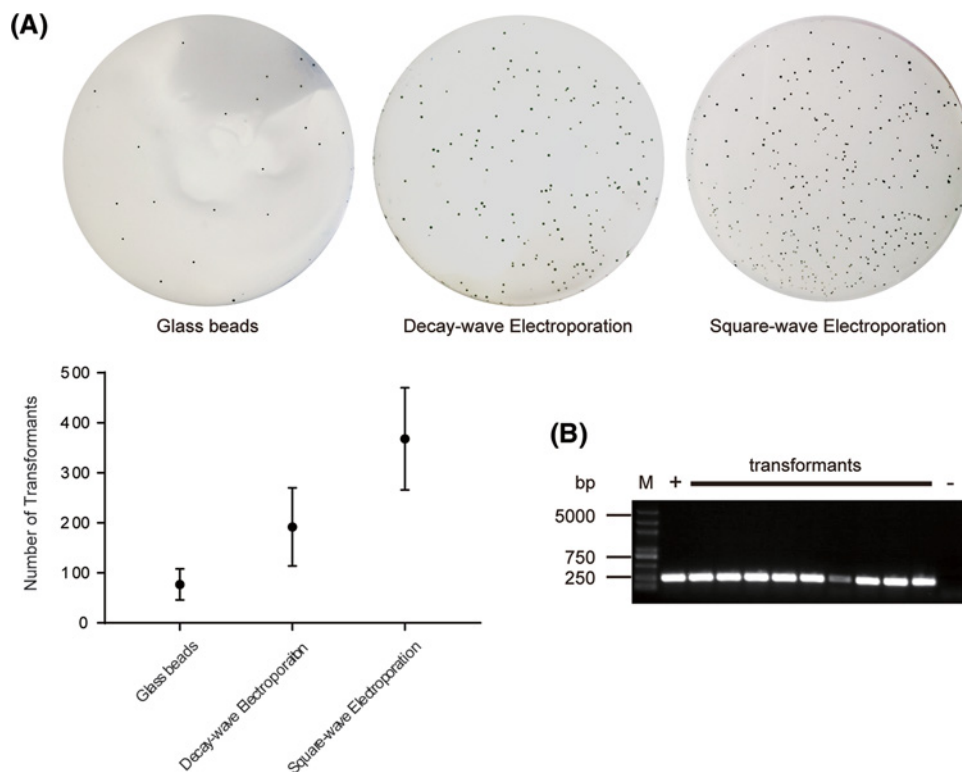 (A)
Glass beads
Decay-wave Electroporation
Square-wave Electroporation
Number of Transformants
500
400
300
200
100
0
Glass beads
Decay-wave Electroporation
Square-wave Electroporation
(B)
transformants
bp
M
+
-
5000
750
250